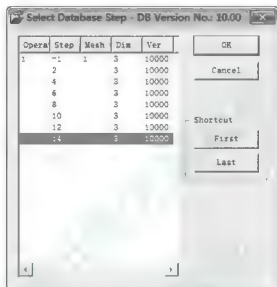 Select Database Step - DB Version No.: 10.00
Opera Step Mesh Dim Ver
1 -1 1 3 10000
2 3 10000
4 3 10000
6 3 10000
8 3 10000
10 3 10000
12 3 10000
14 3 10000
OK
Cancel
Shortcut
First
Last